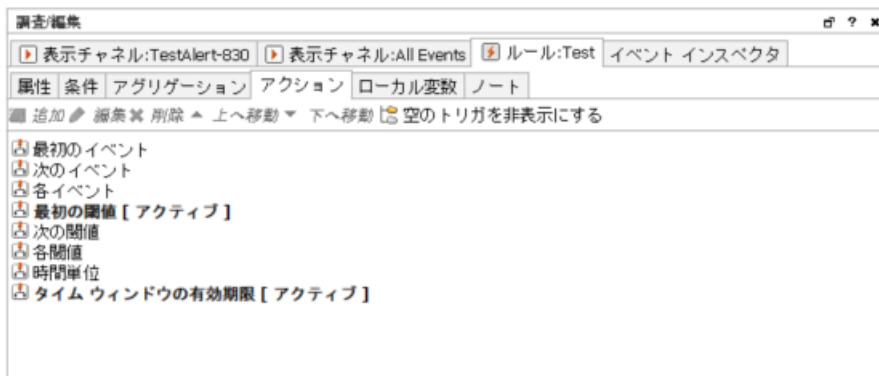 調査/編集
表示チャネル:TestAlert-830 表示チャネル:All Events ルール:Test イベント インスペクタ
属性 条件 アグリゲーション アクション ローカル変数 ノート
追加 編集 削除 上へ移動 下へ移動 空のトリガを非表示にする
最初のイベント
次のイベント
各イベント
最初の閾値 [ アクティブ ]
次の閾値
各閾値
時間単位
タイム ウィンドウの有効期限 [ アクティブ ]